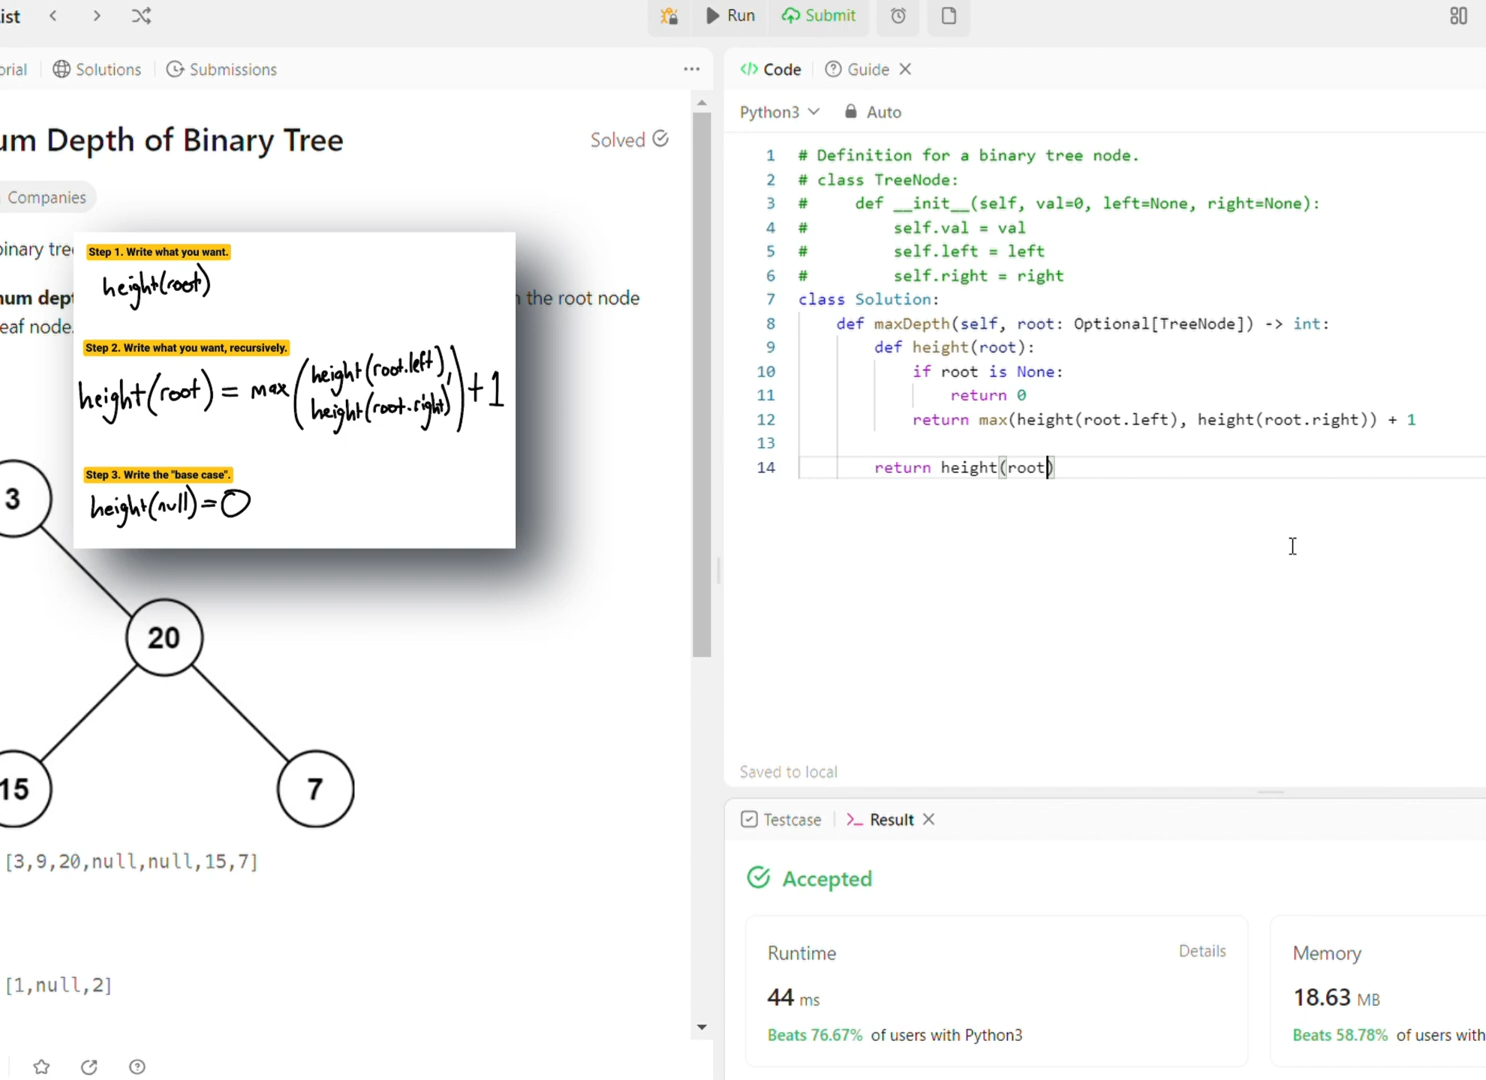 ist
Run
Submit
orial
Solutions
Submissions
...
um Depth of Binary Tree
Solved
Companies
inary tre
num dept
n the root node
eaf node.
Step 1. Write what you want.
height(root)
Step 2. Write what you want, recursively.
height(root) = max(height(root.left), height(root.right)) + 1
Step 3. Write the "base case".
height(null) = 0
3
20
15
7
[3,9,20,null,null,15,7]
[1,null,2]
Code
Guide
Python3
Auto
1 # Definition for a binary tree node.
2 # class TreeNode:
3 #     def __init__(self, val=0, left=None, right=None):
4 #         self.val = val
5 #         self.left = left
6 #         self.right = right
7 class Solution:
8     def maxDepth(self, root: Optional[TreeNode]) -> int:
9         def height(root):
10             if root is None:
11                 return 0
12             return max(height(root.left), height(root.right)) + 1
13
14         return height(root)
Saved to local
Testcase
Result
Accepted
Runtime
Details
44 ms
Beats 76.67% of users with Python3
Memory
18.63 MB
Beats 58.78% of users with